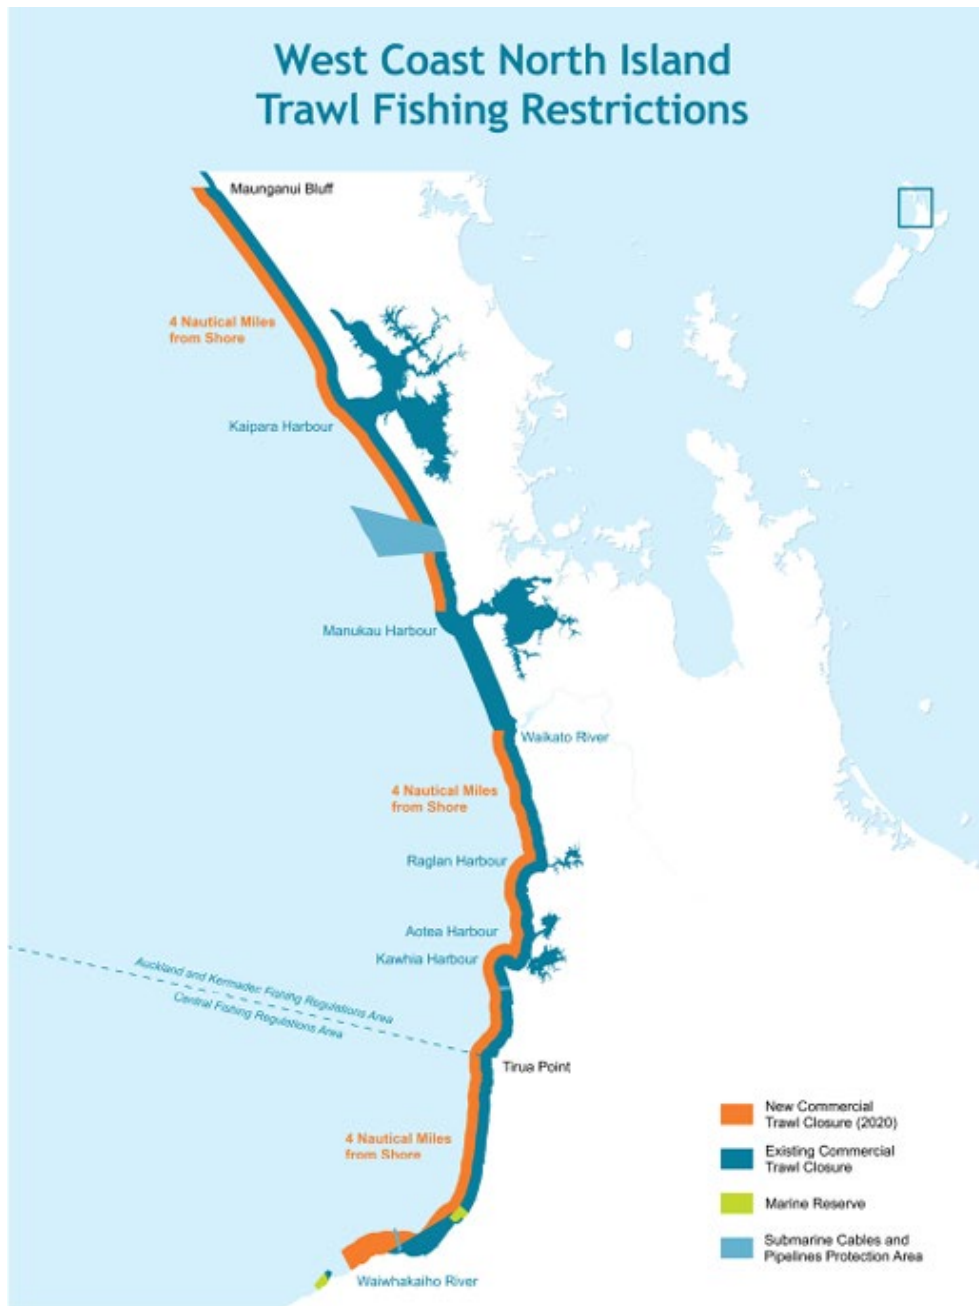 West Coast North Island
Trawl Fishing Restrictions
Maunganui Bluff
4 Nautical Miles
from Shore
Kaipara Harbour
Manukau Harbour
Waikato River
4 Nautical Miles
from Shore
Raglan Harbour
Aotea Harbour
Kawhia Harbour
Auckland and Kermadec Fishing Regulations Area
Central Fishing Regulations Area
Tirua Point
4 Nautical Miles
from Shore
Waiwhakaiho River
New Commercial
Trawl Closure (2020)
Existing Commercial
Trawl Closure
Marine Reserve
Submarine Cables and
Pipelines Protection Area